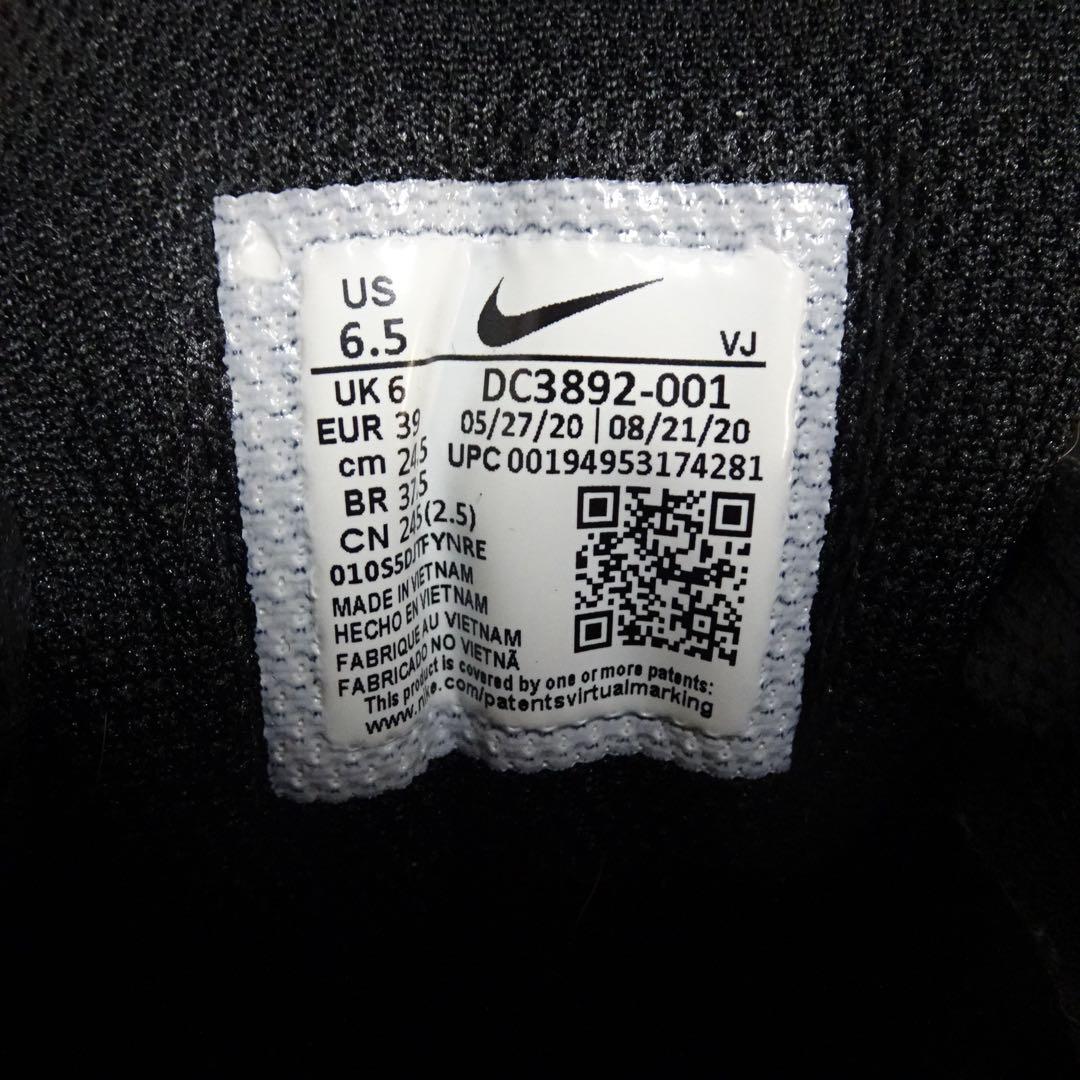 US
6.5
VJ
UK 6
EUR 39
cm 24.5
BR 37.5
CN 245(2.5)
DC3892-001
05/27/20 | 08/21/20
UPC 00194953174281
MADE IN VIETNAM
HECHO EN VIETNAM
FABRIQUE AU VIETNAM
FABRICADO NO VIETNÃ
This product is covered by one or more patents:
www.nike.com/patentsvirtualmarking